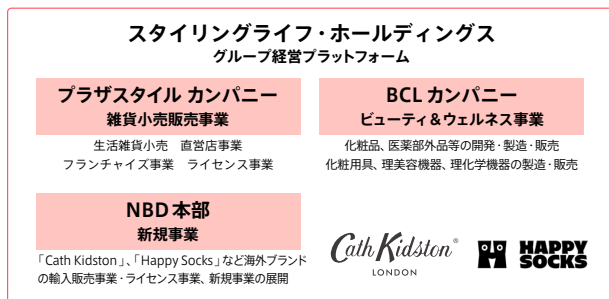 スタイリングライフ・ホールディングス
グループ経営プラットフォーム
プラザスタイル カンパニー
雑貨小売販売事業
生活雑貨小売　直営店事業
フランチャイズ事業　ライセンス事業
BCL カンパニー
ビューティ＆ウェルネス事業
化粧品、医薬部外品等の開発・製造・販売
化粧用具、理美容機器、理化学機器の製造・販売
NBD 本部
新規事業
「Cath Kidston」、「Happy Socks」など海外ブランド
の輸入販売事業・ライセンス事業、新規事業の展開
Cath Kidston®
LONDON
HAPPY
SOCKS